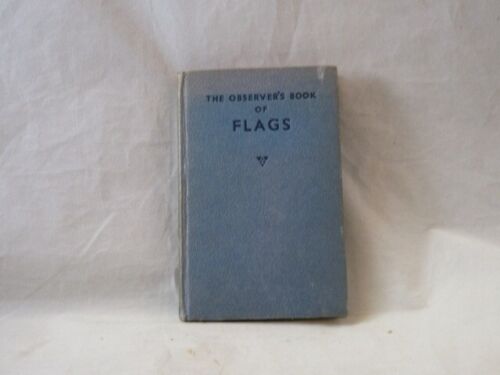 THE OBSERVER'S BOOK
OF
FLAGS